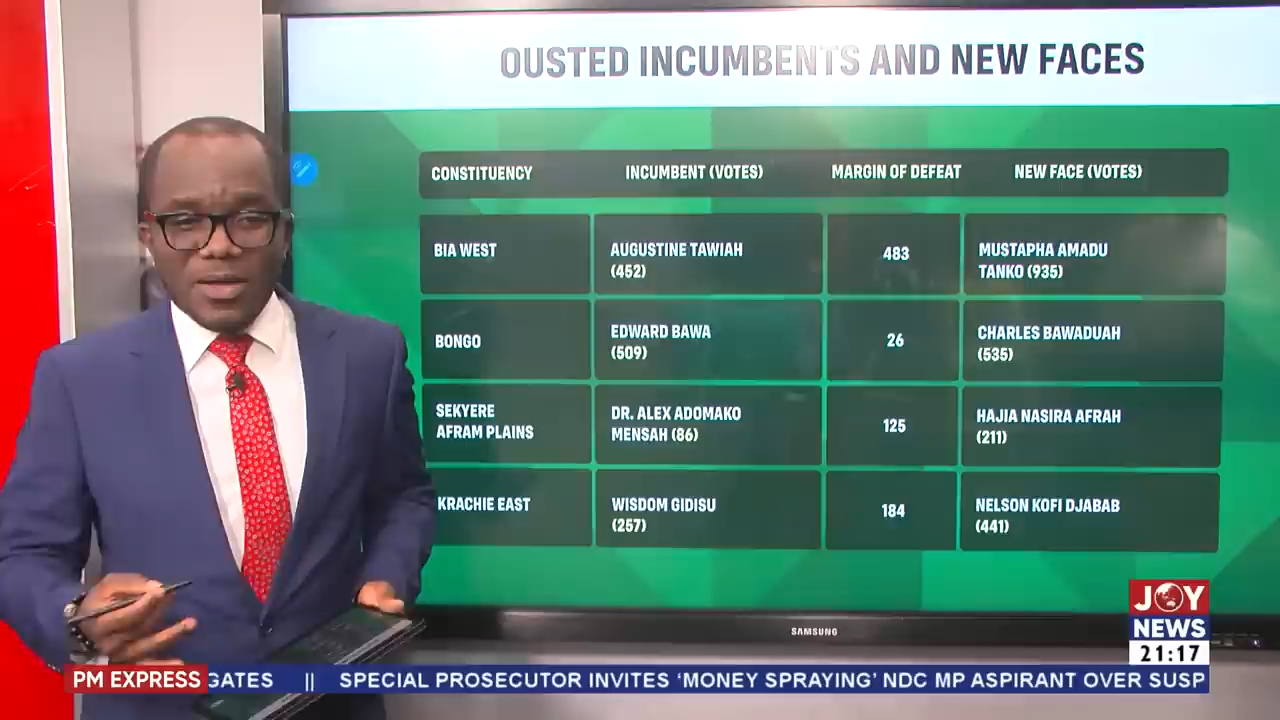 OUSTED INCUMBENTS AND NEW FACES
CONSTITUENCY INCUMBENT (VOTES) MARGIN OF DEFEAT NEW FACE (VOTES)
BIA WEST
AUGUSTINE TAWIAH
(452)
483
MUSTAPHA AMADU
TANKO (935)
BONGO
EDWARD BAWA
(509)
26
CHARLES BAWADUAH
(535)
SEKYERE
AFRAM PLAINS
DR. ALEX ADOMAKO
MENSAH (86)
125
HAJIA NASIRA AFRAH
(211)
KRACHIE EAST
WISDOM GIDISU
(257)
184
NELSON KOFI DJABAB
(441)
SAMSUNG
JOY
NEWS
21:17
PM EXPRESS GATES || SPECIAL PROSECUTOR INVITES ‘MONEY SPRAYING’ NDC MP ASPIRANT OVER SUSP